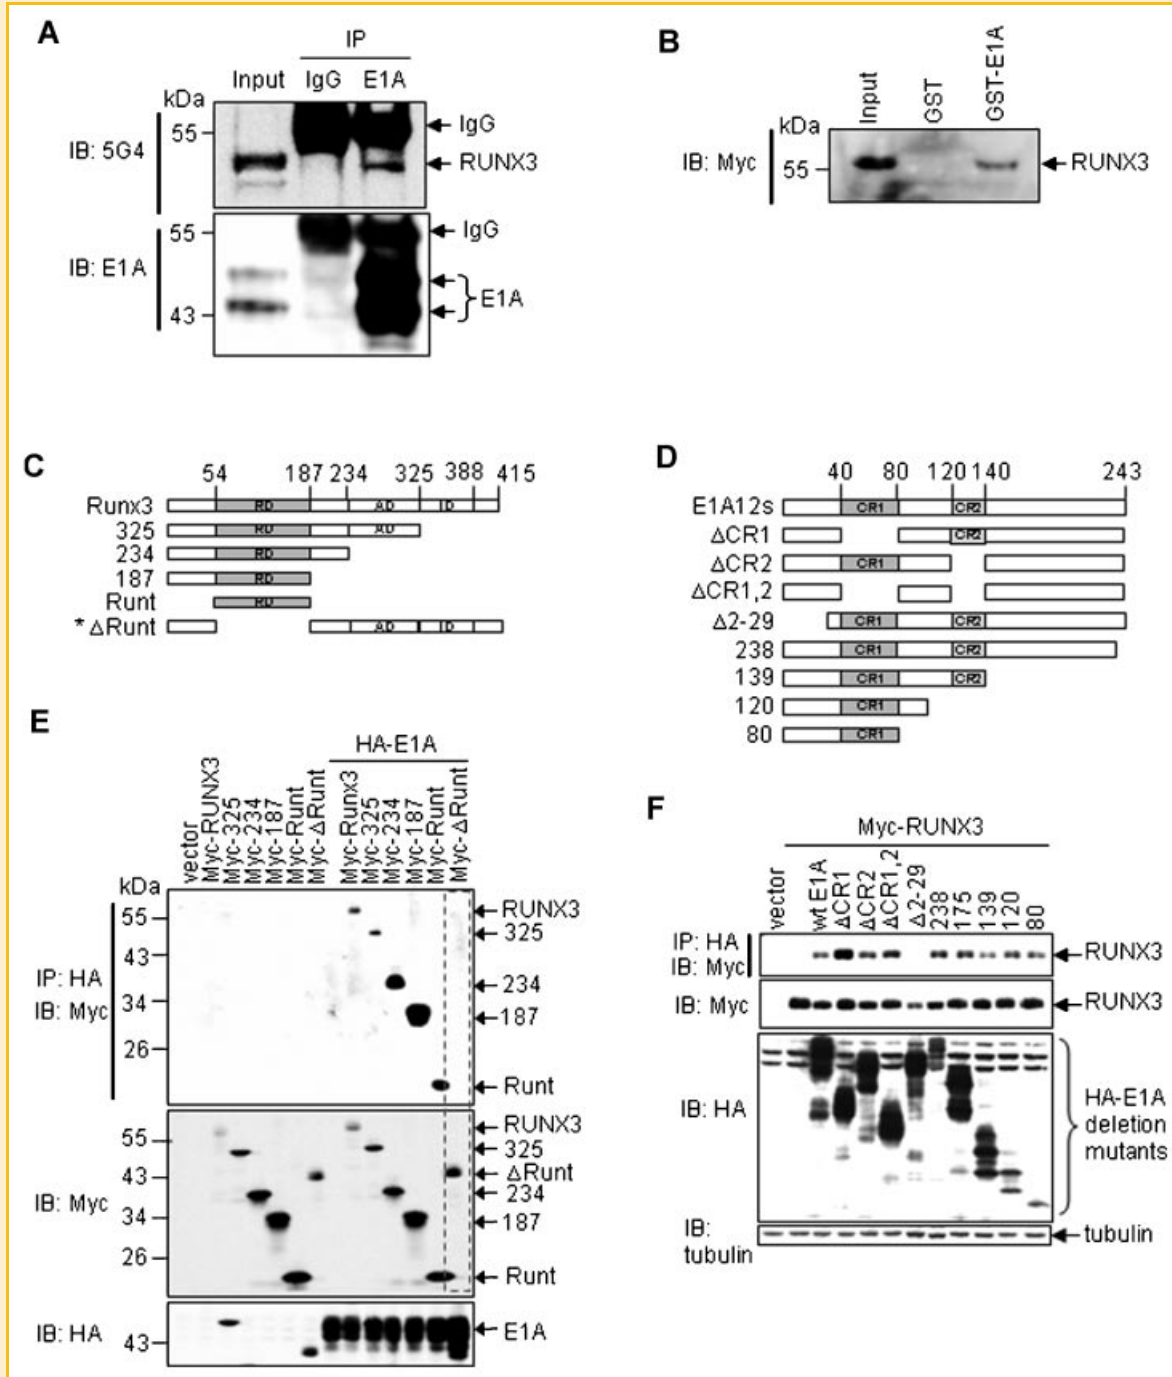 A
IP
Input IgG E1A
kDa
IB: 5G4
55
IgG
RUNX3
IB: E1A
55
43
IgG
E1A
B
Input
GST
GST-E1A
kDa
IB: Myc
55
RUNX3
C
54 187 234 325 388 415
Runx3 RD AD ID
325 RD AD
234 RD
187 RD
Runt RD
* ΔRunt AD ID
D
40 80 120 140 243
E1A12s CR1 CR2
ΔCR1 CR2
ΔCR2 CR1
ΔCR1,2
Δ2-29 CR1 CR2
238 CR1 CR2
139 CR1 CR2
120 CR1
80 CR1
E
HA-E1A
vector
Myc-RUNX3
Myc-325
Myc-234
Myc-187
Myc-Runt
Myc-ΔRunt
Myc-Runx3
Myc-325
Myc-234
Myc-187
Myc-Runt
Myc-ΔRunt
kDa
IP: HA
IB: Myc
55
43
34
26
RUNX3
325
234
187
Runt
IB: Myc
55
43
34
26
RUNX3
325
ΔRunt
234
187
Runt
IB: HA
43
E1A
F
Myc-RUNX3
vector
wt E1A
ΔCR1
ΔCR2
ΔCR1,2
Δ2-29
238
175
139
120
80
IP: HA
IB: Myc
RUNX3
IB: Myc
RUNX3
IB: HA
HA-E1A
deletion
mutants
IB:
tubulin
tubulin